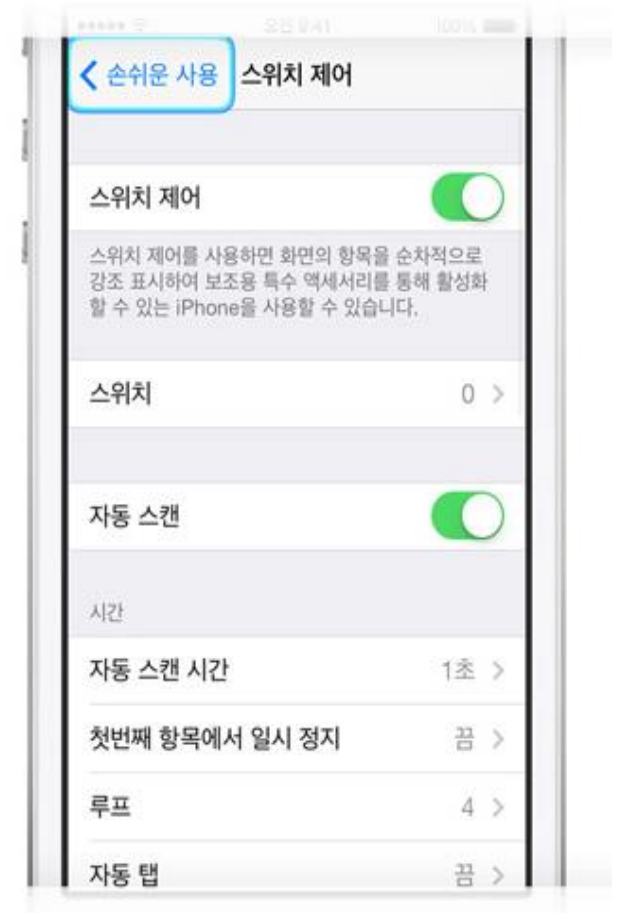 오전 9:41
100%
손쉬운 사용 스위치 제어
스위치 제어
스위치 제어를 사용하면 화면의 항목을 순차적으로
강조 표시하여 보조용 특수 액세서리를 통해 활성화
할 수 있는 iPhone을 사용할 수 있습니다.
스위치 0
자동 스캔
시간
자동 스캔 시간 1초
첫번째 항목에서 일시 정지 끔
루프 4
자동 탭 끔